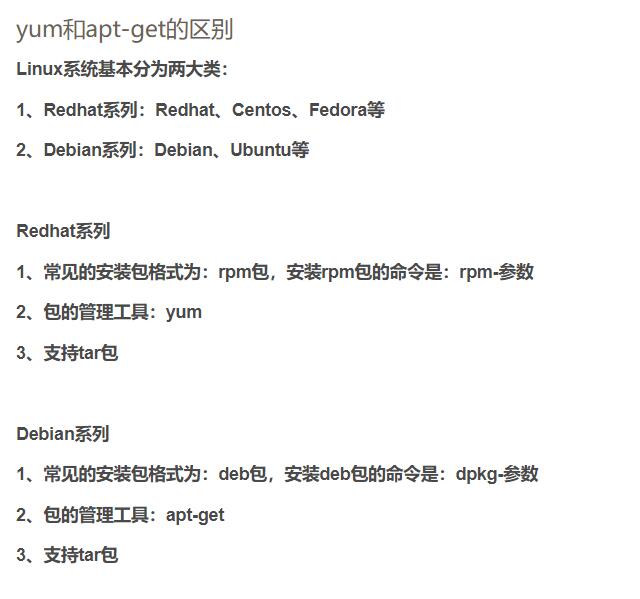 yum和apt-get的区别
Linux系统基本分为两大类：
1、Redhat系列：Redhat、Centos、Fedora等
2、Debian系列：Debian、Ubuntu等
Redhat系列
1、常见的安装包格式为：rpm包，安装rpm包的命令是：rpm-参数
2、包的管理工具：yum
3、支持tar包
Debian系列
1、常见的安装包格式为：deb包，安装deb包的命令是：dpkg-参数
2、包的管理工具：apt-get
3、支持tar包